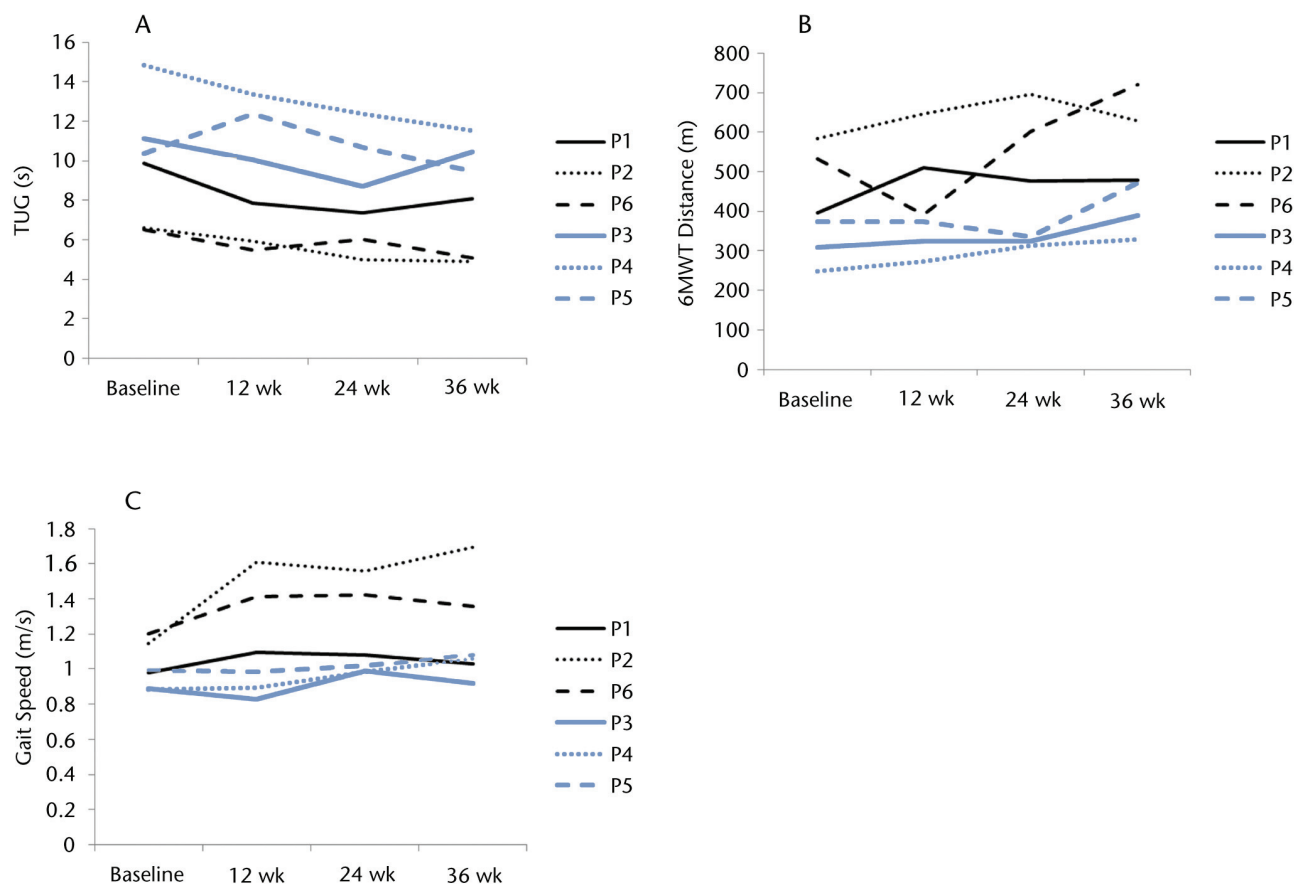 A
TUG (s)
16
14
12
10
8
6
4
2
0
Baseline 12 wk 24 wk 36 wk
P1
P2
P6
P3
P4
P5
B
6MWT Distance (m)
800
700
600
500
400
300
200
100
0
Baseline 12 wk 24 wk 36 wk
P1
P2
P6
P3
P4
P5
C
Gait Speed (m/s)
1.8
1.6
1.4
1.2
1
0.8
0.6
0.4
0.2
0
Baseline 12 wk 24 wk 36 wk
P1
P2
P6
P3
P4
P5